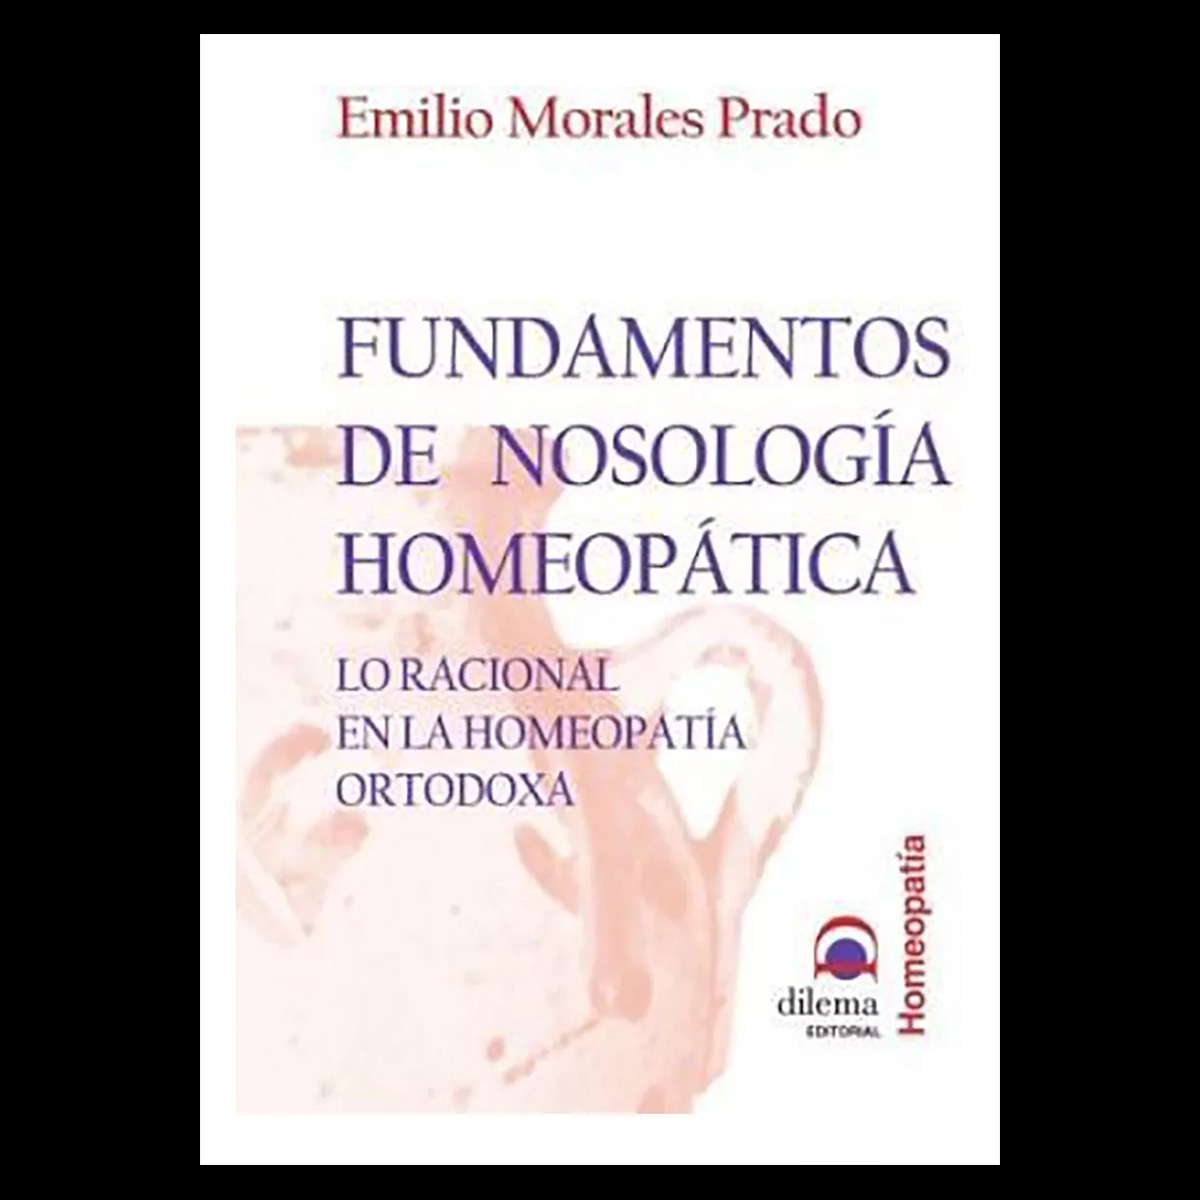 Emilio Morales Prado
FUNDAMENTOS
DE NOSOLOGÍA
HOMEOPÁTICA
LO RACIONAL
EN LA HOMEOPATÍA
ORTODOXA
dilema
EDITORIAL
Homeopatía